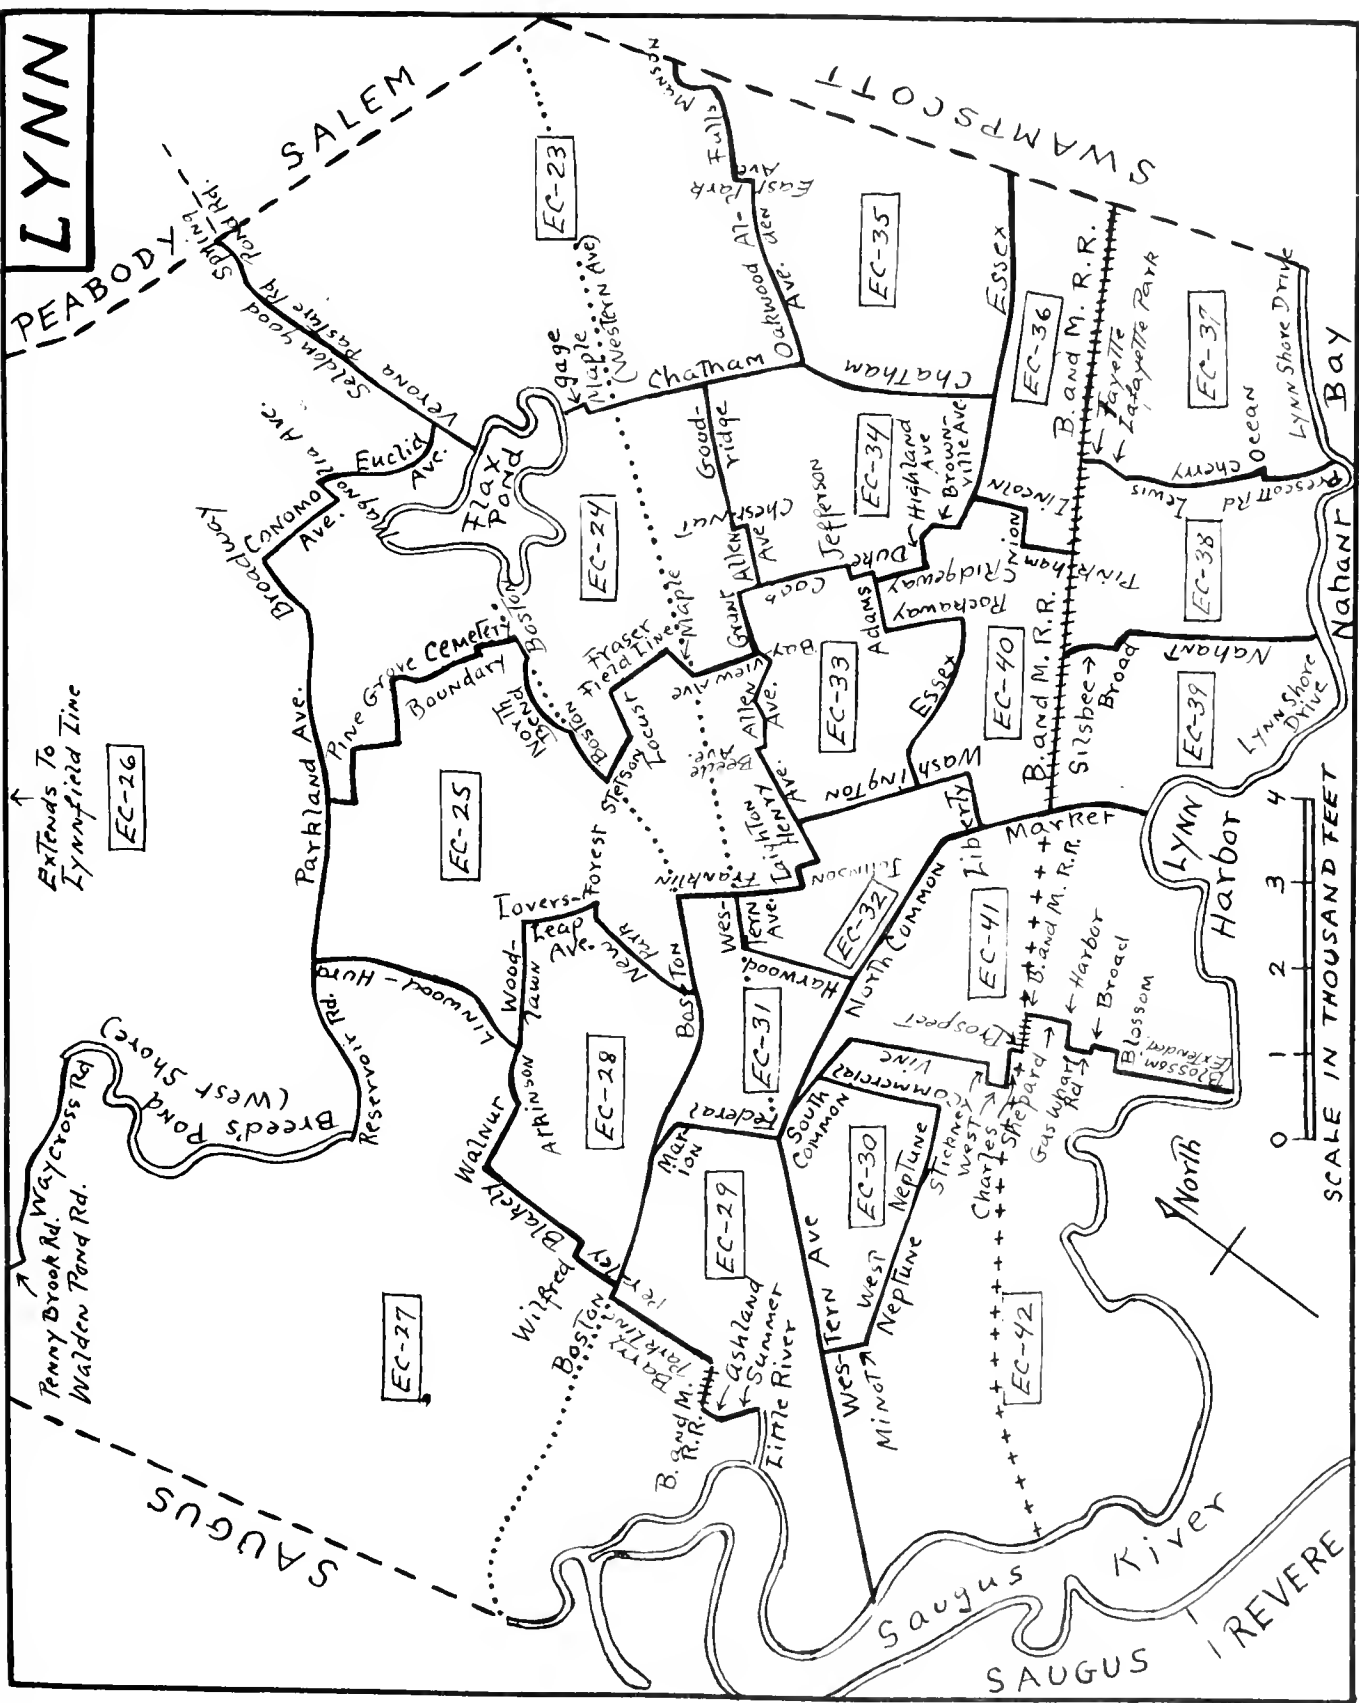 LYNN
PEABODY
SALEM
SWAMPSCOTT
Spring
Pond Rd.
Seldom good
Pasture Rd
Verona
Euclid
Ave.
Magnolia Ave.
Conomo
Ave.
Broadway
Flax
Pond
EC-23
Munson
Fulls
East Park
Ave
Alden
Oakwood
Ave.
gage
Maple
(Western Ave)
Chatham
Chatham
EC-35
Essex
EC-36
B. and M. R.R.
Fayette
Lafayette Park
EC-37
Ocean
Cherry
Lewis
Prescott Rd
Lynn Shore Drive
Nahant Bay
Goodridge
Chestnut
Allen
Ave
Jefferson
EC-34
Highland
Ave
Brownville Ave.
Lincoln
Union
Pinkham
EC-38
Nahant
Silsbee
Broad
EC-24
Maple
Fraser
Field Line
Grant
Cobb
Duke
Adams
Ridgeway
Rockaway
Bay
View Ave
Allen
Ave.
EC-33
Essex
EC-40
B. and M. R.R.
EC-39
Lynn Shore
Drive
Extends To
Lynnfield Line
EC-26
Parkland Ave.
Pine Grove Cemetery
Boundary
Boston
North
Bend
Boston
Locust
Stetson
Beede
Ave.
Washington
Liberty
Market
LYNN
Harbor
EC-25
Forest
Franklin
Laighton
Henry
Ave.
Johnson
EC-32
North Common
EC-41
B. and M. R.R.
Harbor
Broad
Blossom
Blossom
Extended
Lovers-
Leap
Ave.
New Park
Boston
Western
Ave.
Harwood
EC-31
Prospect
Woodlawn
Linwood
Hurd
Reservoir Rd.
Breed's Pond
(West Shore)
Waycross Rd
Penny Brook Rd.
Walden Pond Rd.
Walnut
Atkinson
EC-28
Federal
South
Common
Commercial
Vine
Stickney
West
Charles
Shepard
Gas Wharf
Rd
Blakely
Wilfred
Perley
Marion
EC-29
EC-30
Neptune
West
Neptune
Western Ave
Minot
EC-42
EC-27
Boston
Barry
Park Line
B. and M.
R.R.
Ashland
Summer
Little River
North
SCALE IN THOUSAND FEET
0 1 2 3 4
SAUGUS
Saugus River
SAUGUS
REVERE